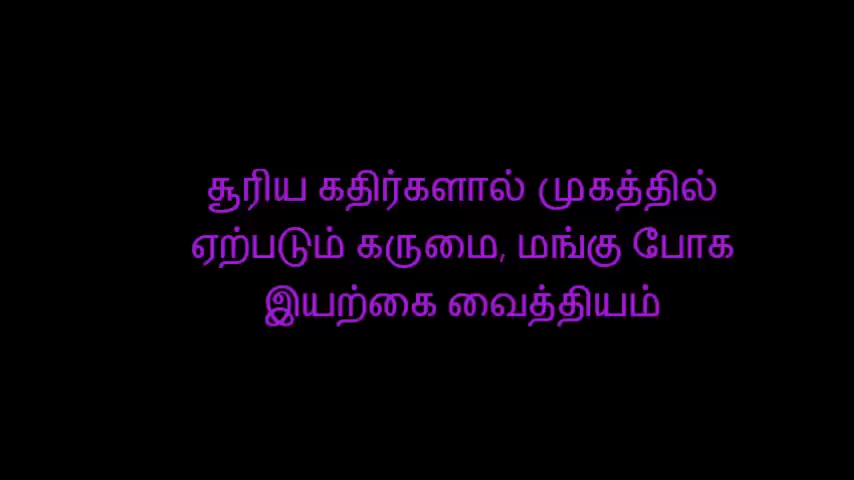 சூரிய கதிர்களால் முகத்தில்
ஏற்படும் கருமை, மங்கு போக
இயற்கை வைத்தியம்